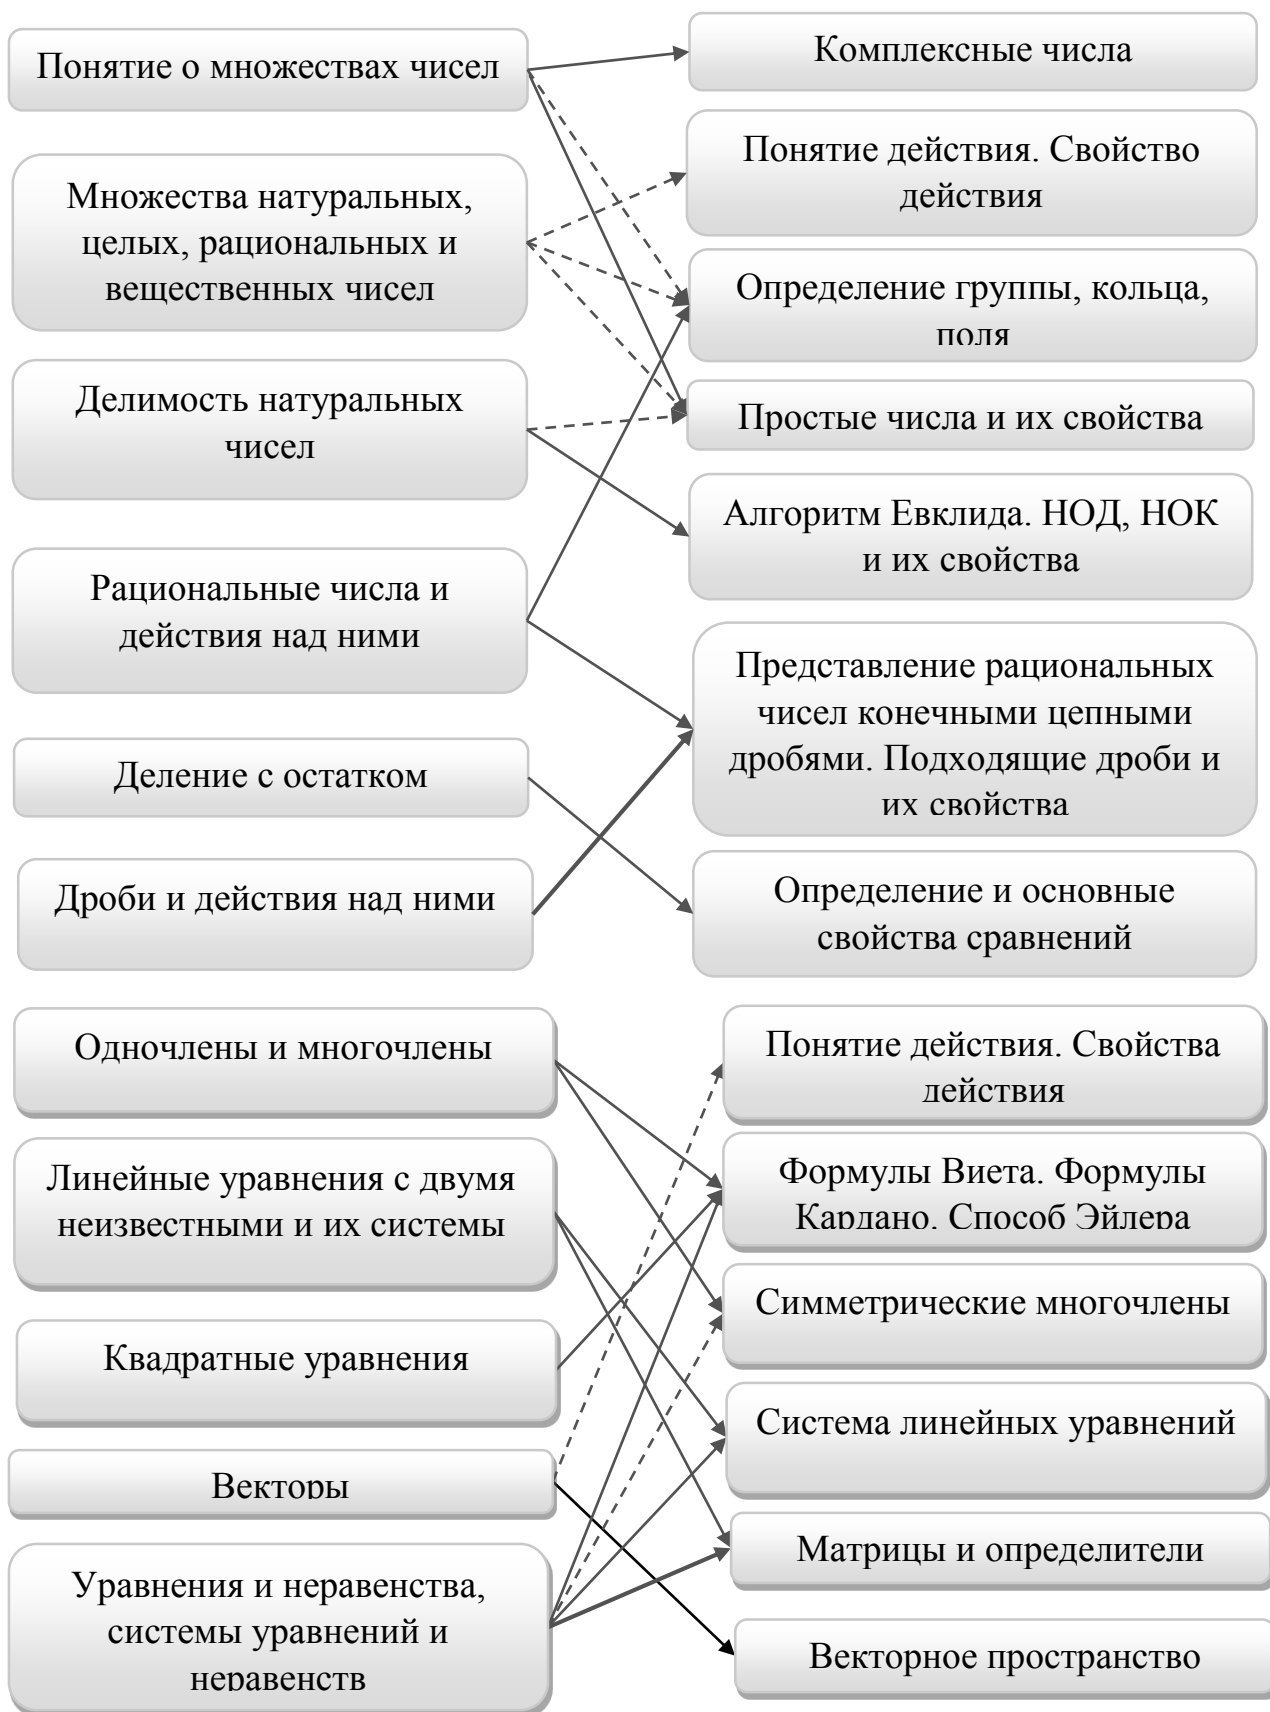 Понятие о множествах чисел
Комплексные числа
Множества натуральных,
целых, рациональных и
вещественных чисел
Понятие действия. Свойство
действия
Определение группы, кольца,
поля
Делимость натуральных
чисел
Простые числа и их свойства
Алгоритм Евклида. НОД, НОК
и их свойства
Рациональные числа и
действия над ними
Представление рациональных
чисел конечными цепными
дробями. Подходящие дроби и
их свойства
Деление с остатком
Дроби и действия над ними
Определение и основные
свойства сравнений
Одночлены и многочлены
Понятие действия. Свойства
действия
Линейные уравнения с двумя
неизвестными и их системы
Формулы Виета. Формулы
Кардано. Способ Эйлера
Симметрические многочлены
Квадратные уравнения
Система линейных уравнений
Векторы
Матрицы и определители
Уравнения и неравенства,
системы уравнений и
неравенств
Векторное пространство